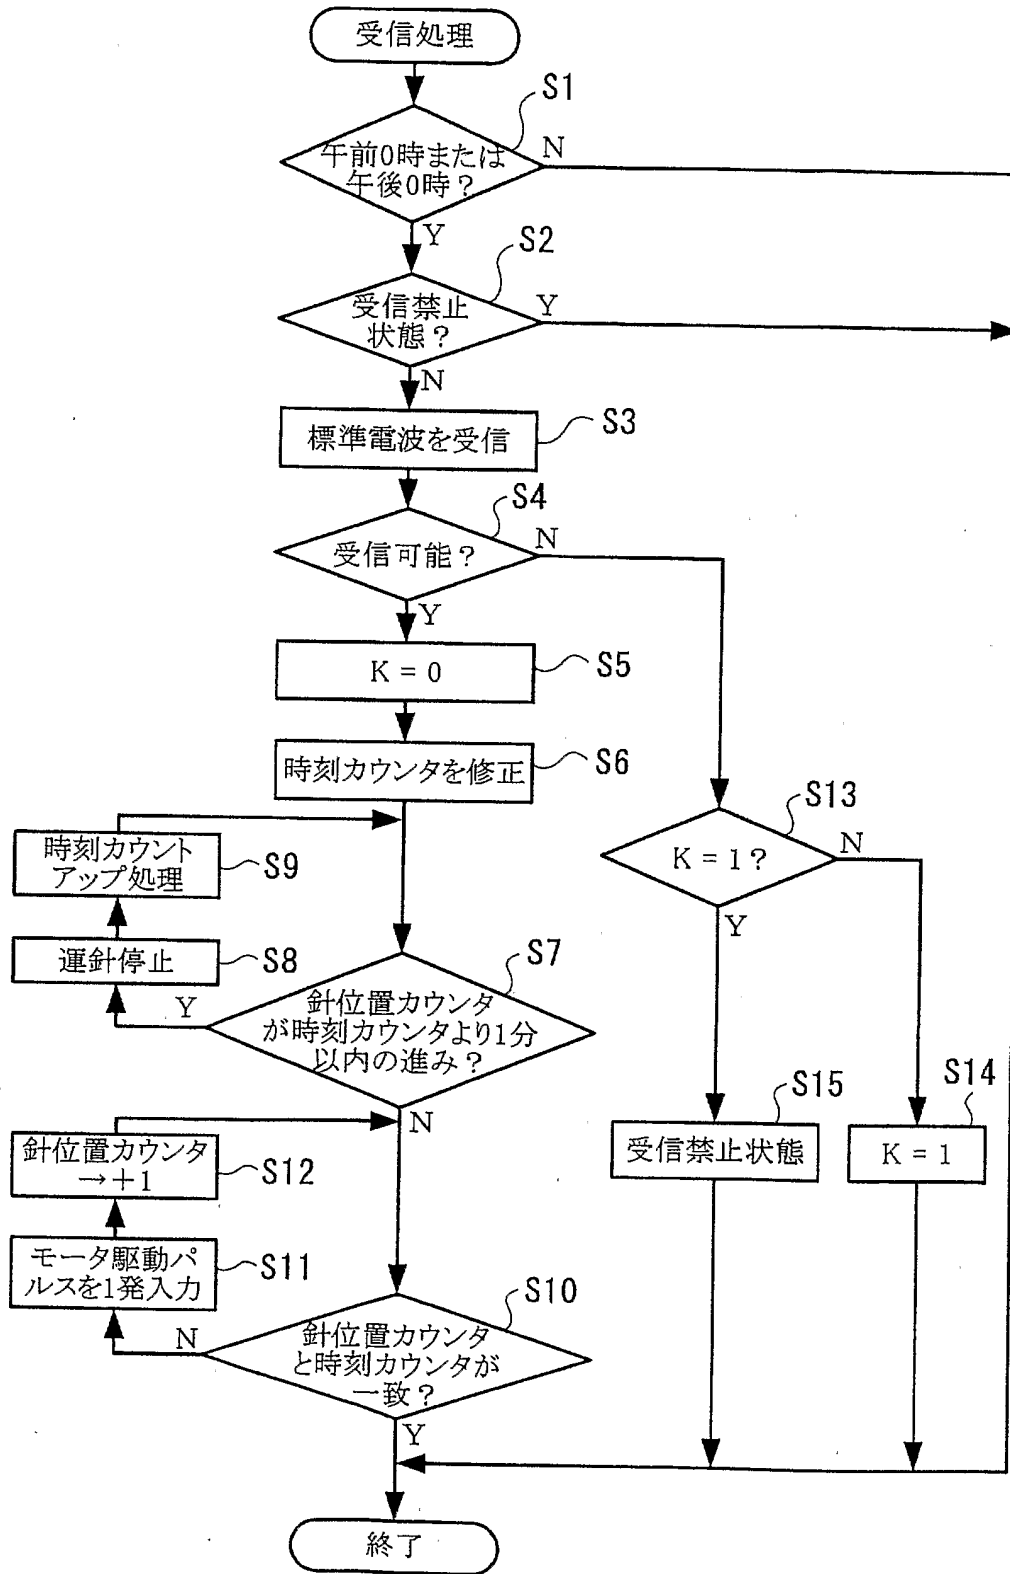 受信処理
S1
午前0時または
午後0時？
N
Y
S2
受信禁止
状態？
Y
N
標準電波を受信
S3
S4
受信可能？
N
Y
K = 0
S5
時刻カウンタを修正
S6
S13
K = 1？
N
Y
時刻カウント
アップ処理
S9
運針停止
S8
S7
針位置カウンタ
が時刻カウンタより1分
以内の進み？
Y
N
S15
受信禁止状態
S14
K = 1
針位置カウンタ
→+1
S12
モータ駆動パ
ルスを1発入力
S11
S10
針位置カウンタ
と時刻カウンタが
一致？
N
Y
終了